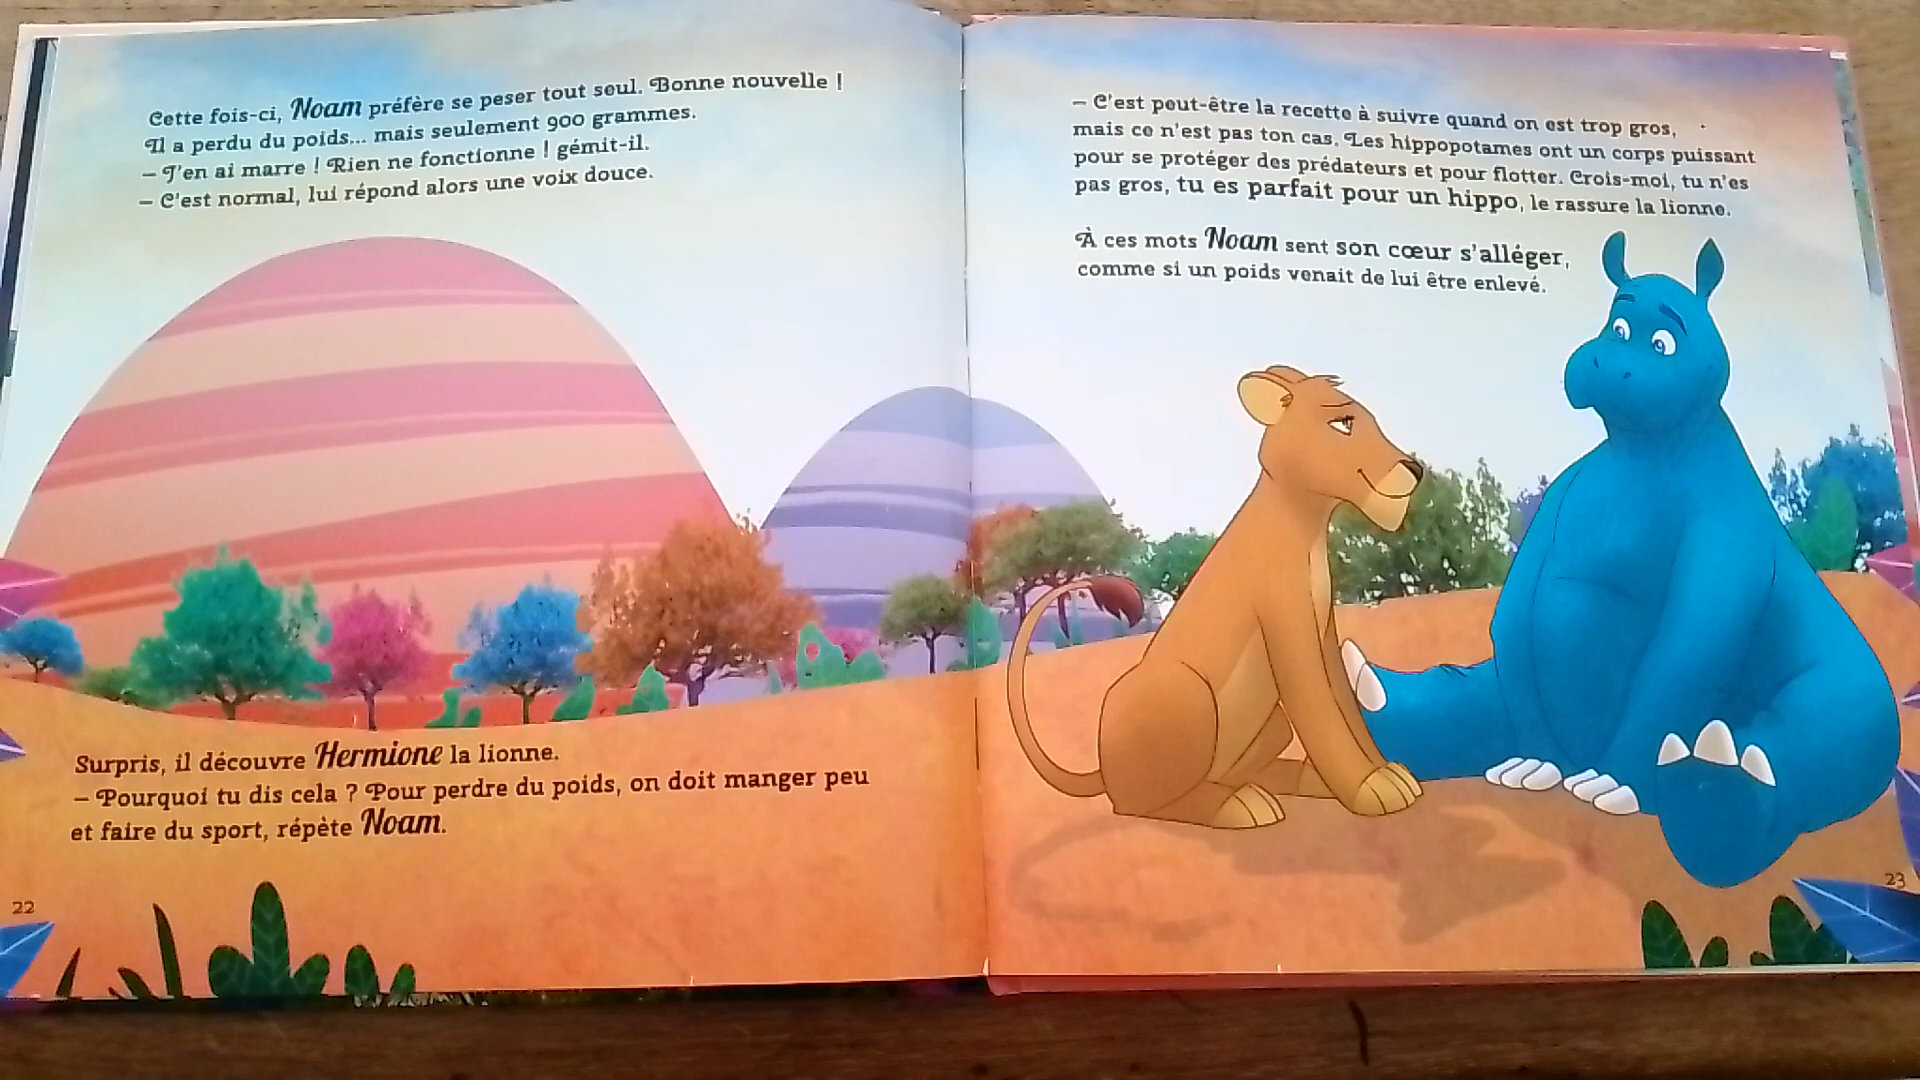 Cette fois-ci, Noam préfère se peser tout seul. Bonne nouvelle !
Il a perdu du poids... mais seulement 900 grammes.
– J'en ai marre ! Rien ne fonctionne ! gémit-il.
– C'est normal, lui répond alors une voix douce.
Surpris, il découvre Hermione la lionne.
– Pourquoi tu dis cela ? Pour perdre du poids, on doit manger peu
et faire du sport, répète Noam.
22
– C'est peut-être la recette à suivre quand on est trop gros,
mais ce n'est pas ton cas. Les hippopotames ont un corps puissant
pour se protéger des prédateurs et pour flotter. Crois-moi, tu n'es
pas gros, tu es parfait pour un hippo, le rassure la lionne.
À ces mots Noam sent son cœur s'alléger,
comme si un poids venait de lui être enlevé.
23